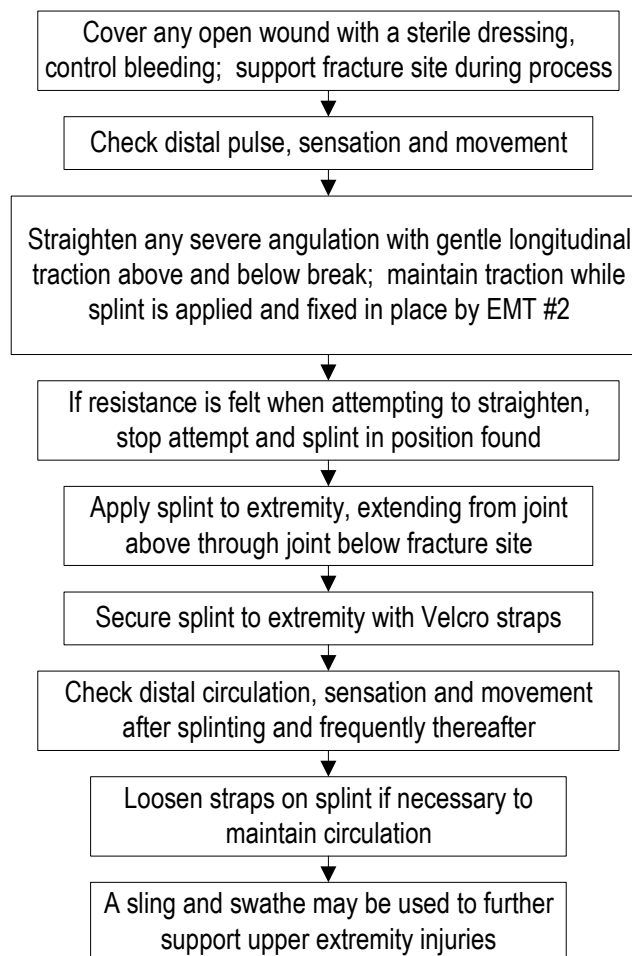 Cover any open wound with a sterile dressing,
control bleeding;  support fracture site during process
Check distal pulse, sensation and movement
Straighten any severe angulation with gentle longitudinal
traction above and below break;  maintain traction while
splint is applied and fixed in place by EMT #2
If resistance is felt when attempting to straighten,
stop attempt and splint in position found
Apply splint to extremity, extending from joint
above through joint below fracture site
Secure splint to extremity with Velcro straps
Check distal circulation, sensation and movement
after splinting and frequently thereafter
Loosen straps on splint if necessary to
maintain circulation
A sling and swathe may be used to further
support upper extremity injuries